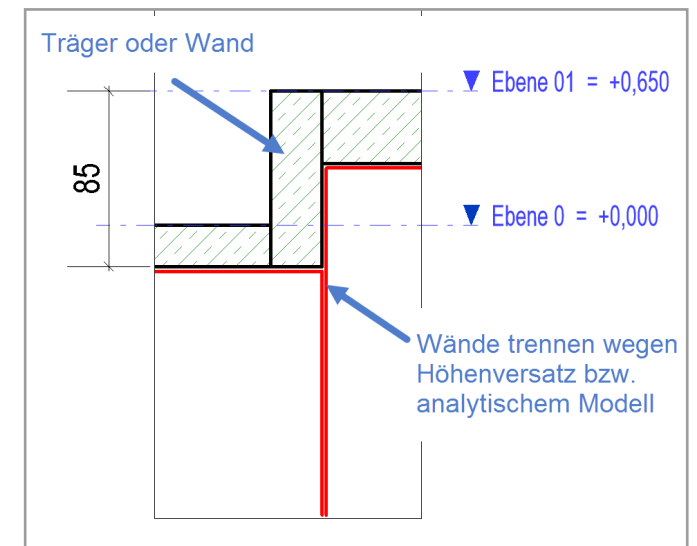 Träger oder Wand
Ebene 01 = +0,650
85
Ebene 0 = +0,000
Wände trennen wegen
Höhenversatz bzw.
analytischem Modell